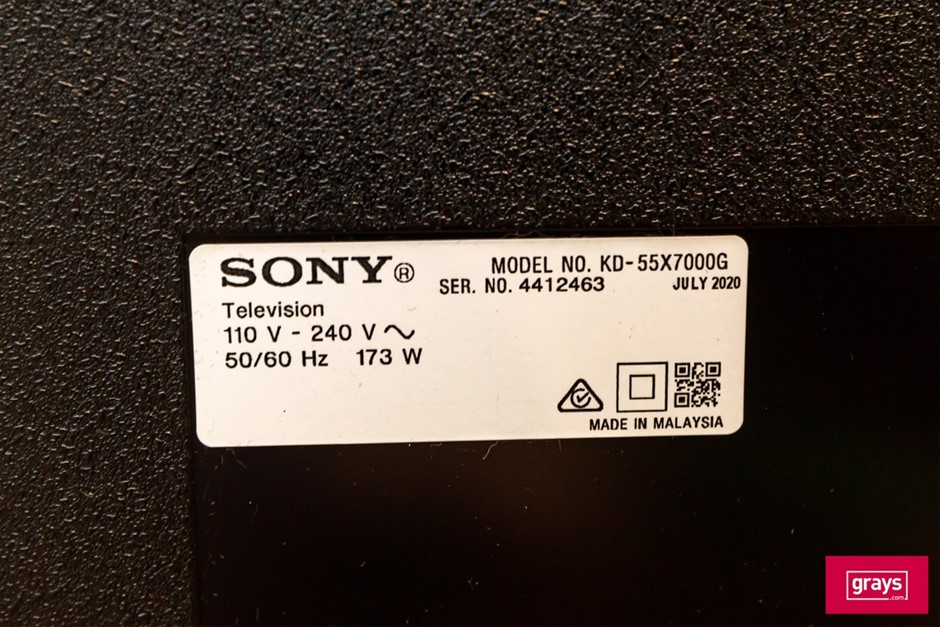 SONY®
MODEL NO. KD-55X7000G
SER. NO. 4412463
JULY 2020
Television
110 V - 240 V ~
50/60 Hz 173 W
MADE IN MALAYSIA
grays
.com